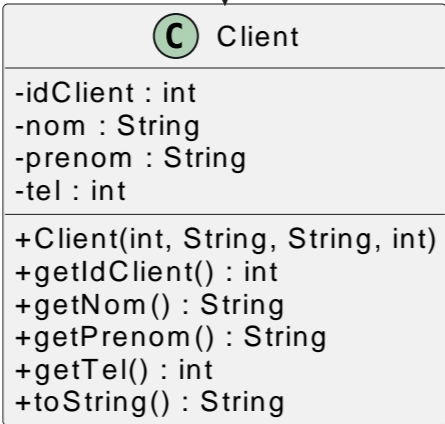 C Client
-idClient : int
-nom : String
-prenom : String
-tel : int
+Client(int, String, String, int)
+getIdClient() : int
+getNom() : String
+getPrenom() : String
+getTel() : int
+toString() : String